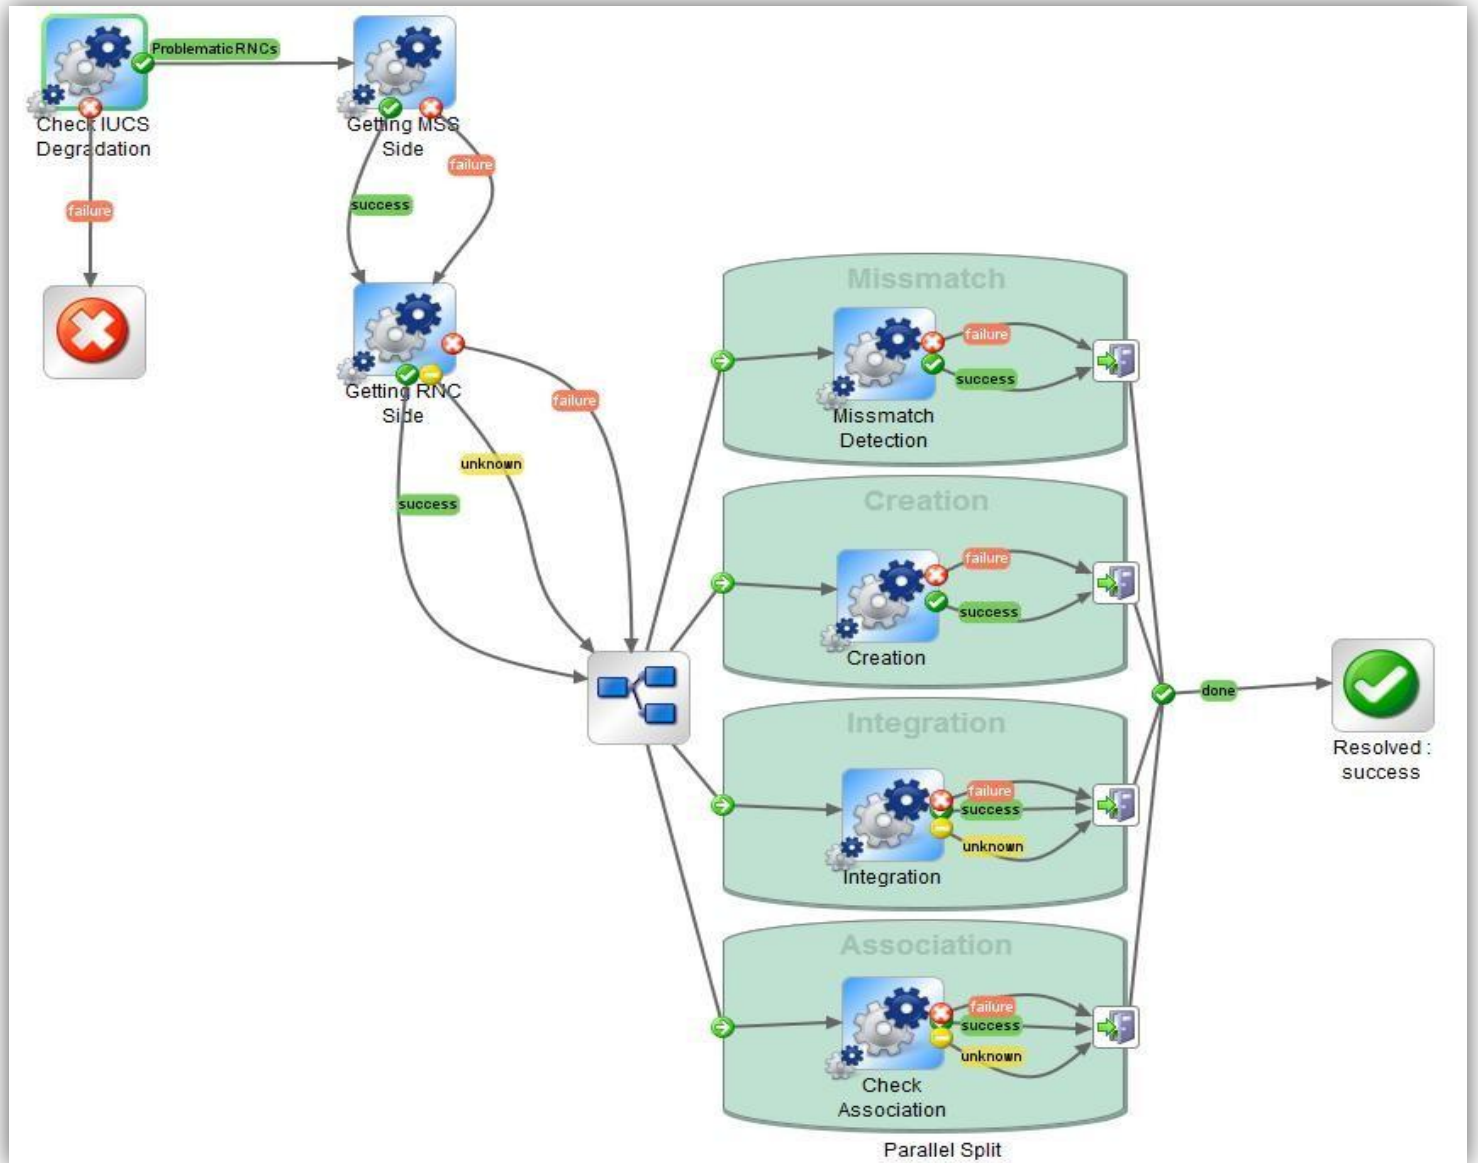 ProblematicRNCs
Check IUCS
Degradation
failure
Getting MSS
Side
failure
success
Getting RNC
Side
failure
unknown
success
Missmatch
failure
success
Missmatch
Detection
Creation
failure
success
Creation
Integration
failure
success
unknown
Integration
Association
failure
success
unknown
Check
Association
Parallel Split
done
Resolved :
success